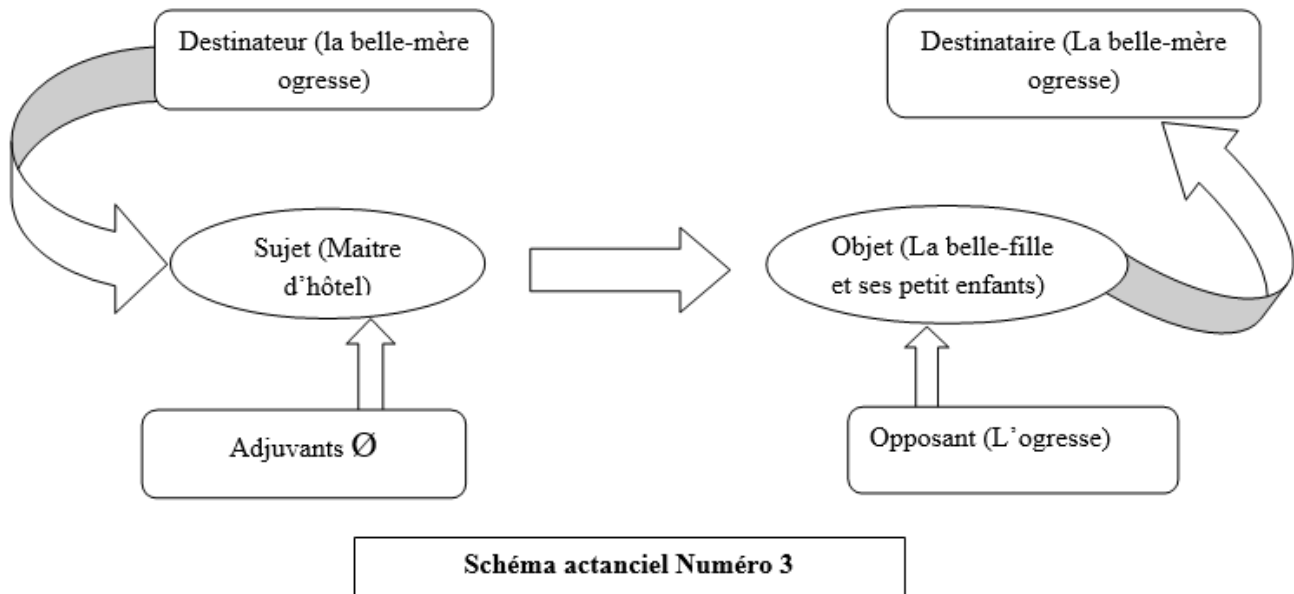 Destinateur (la belle-mère
ogresse)
Destinataire (La belle-mère
ogresse)
Sujet (Maitre
d'hôtel)
Objet (La belle-fille
et ses petit enfants)
Adjuvants Ø
Opposant (L'ogresse)
Schéma actanciel Numéro 3